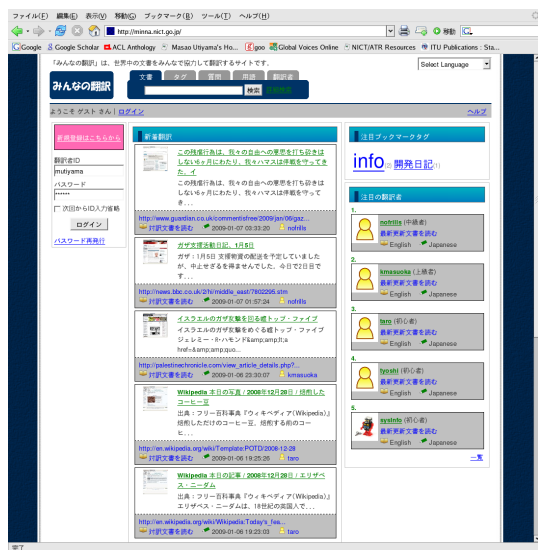 ファイル(F) 編集(E) 表示(V) 移動(G) ブックマーク(B) ツール(T) ヘルプ(H)
http://minna.nict.go.jp/
移動
Google Google Scholar ACL Anthology Masao Utiyama's Ho... goo Global Voices Online NICT/ATR Resources ITU Publications : Sta...
「みんなの翻訳」は、世界中の文書をみんなで協力して翻訳するサイトです。
Select Language
みんなの翻訳
文書 タグ 質問 用語 翻訳者
検索
ようこそ ゲスト さん | ログイン
ヘルプ
新規登録はこちらから
翻訳者ID
mutiyama
パスワード
******
次回からID入力省略
ログイン
パスワード再発行
新着翻訳
この残虐行為は、我々の自由への意思を打ち砕きは
しない6ヶ月にわたり、我々ハマスは停戦を守ってき
た。イ
この残虐行為は、我々の自由への意思を打ち砕きは
しない6ヶ月にわたり、我々ハマスは停戦を守って
き...
http://www.guardian.co.uk/commentisfree/2009/jan/06/gaz...
対訳文書を読む 2009-01-07 03:33:20 nofrills
ガザ支援活動日記、1月5日
ガザ：1月5日 支援物資の配送を予定していました
が、中止せざるを得ませんでした。今日で2日目で
す...
http://news.bbc.co.uk/2/hi/middle_east/7802295.stm
対訳文書を読む 2009-01-07 01:57:24 nofrills
イスラエルのガザ攻撃を回る嘘トップ・ファイブ
イスラエルのガザ攻撃をめぐる嘘トップ・ファイブ
ジェレミー・R・ハモンド&amp;amp;lt;a
href=&amp;amp;quo...
http://palestinechronicle.com/view_article_details.php?...
対訳文書を読む 2009-01-06 23:30:07 kmasuoka
Wikipedia 本日の写真 / 2008年12月28日 / 焙煎した
コーヒー豆
出典：フリー百科事典『ウィキペディア(Wikipedia)』
焙煎しただけのコーヒー豆。焙煎する前のコー
ヒ...
http://en.wikipedia.org/wiki/Template:POTD/2008-12-28
対訳文書を読む 2009-01-06 19:25:25 taro
Wikipedia 本日の記事 / 2008年12月28日 / エリザベ
ス・ニーダム
出典：フリー百科事典『ウィキペディア(Wikipedia)』
エリザベス・ニーダムは、18世紀の英国人で...
http://en.wikipedia.org/wiki/Wikipedia:Today's_fea...
対訳文書を読む 2009-01-06 19:23:03 taro
注目ブックマークタグ
info(2) 開発日記(1)
注目の翻訳者
1.
nofrills (中級者)
最新更新文書を読む
English Japanese
2.
kmasuoka (上級者)
最新更新文書を読む
English Japanese
3.
taro (初心者)
最新更新文書を読む
English Japanese
4.
tyoshi (初心者)
最新更新文書を読む
English Japanese
5.
sysinfo (初心者)
最新更新文書を読む
English Japanese
一覧
完了